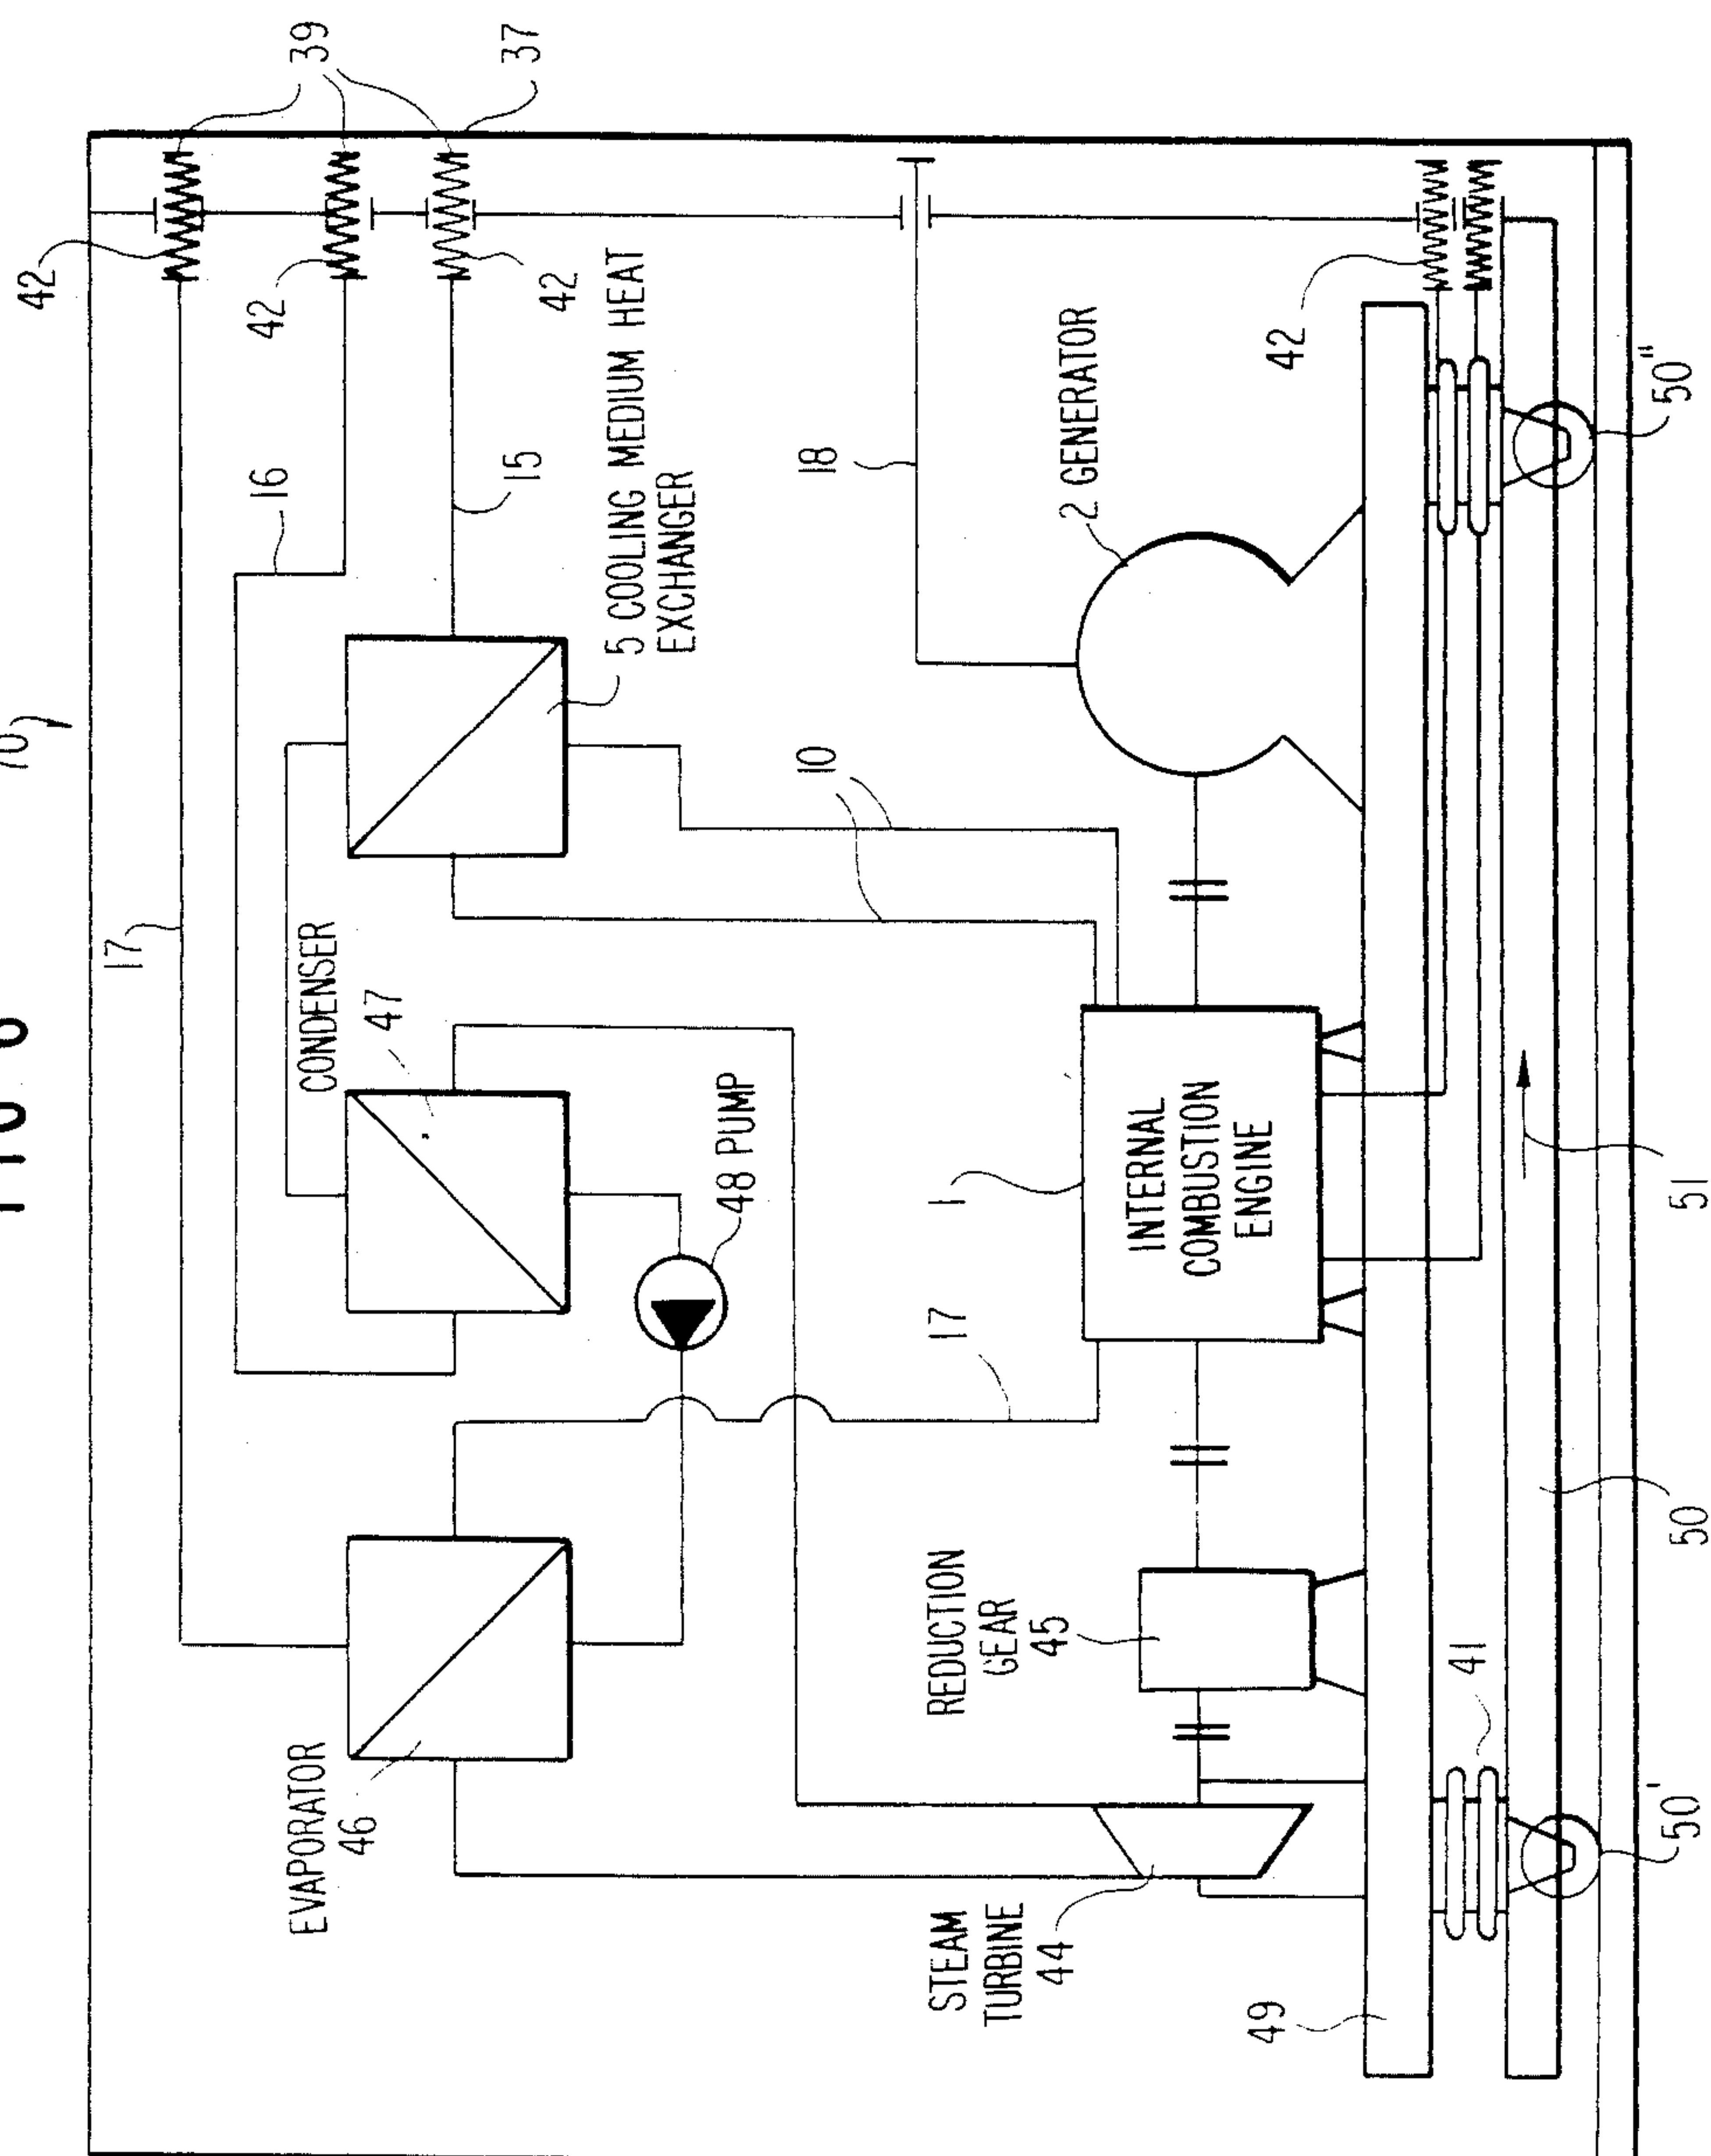 FIG 6
70
42
39
37
17
16
42
15
42
5 COOLING MEDIUM HEAT
EXCHANGER
CONDENSER
47
10
18
2 GENERATOR
42
48 PUMP
EVAPORATOR
46
17
1
INTERNAL
COMBUSTION
ENGINE
REDUCTION
GEAR
45
STEAM
TURBINE
44
49
41
50'
50
51
50"